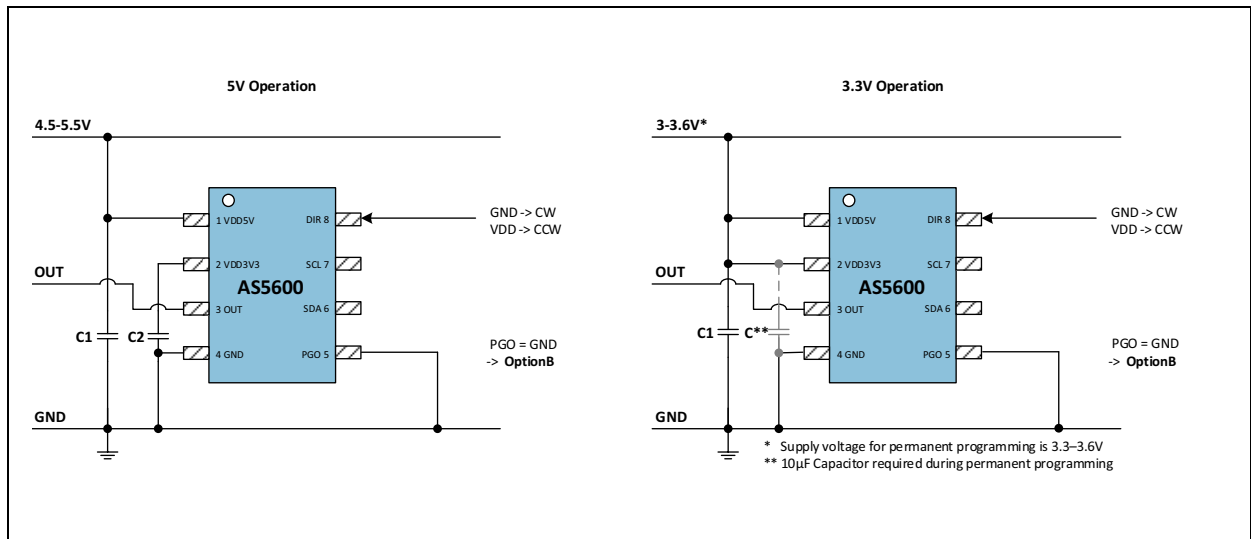 5V Operation
4.5-5.5V
1 VDD5V
DIR 8
GND -> CW
VDD -> CCW
2 VDD3V3
SCL 7
OUT
AS5600
3 OUT
SDA 6
C1
C2
4 GND
PGO 5
PGO = GND
-> OptionB
GND
3.3V Operation
3-3.6V*
1 VDD5V
DIR 8
GND -> CW
VDD -> CCW
2 VDD3V3
SCL 7
OUT
AS5600
3 OUT
SDA 6
C1
C**
4 GND
PGO 5
PGO = GND
-> OptionB
GND
* Supply voltage for permanent programming is 3.3–3.6V
** 10µF Capacitor required during permanent programming